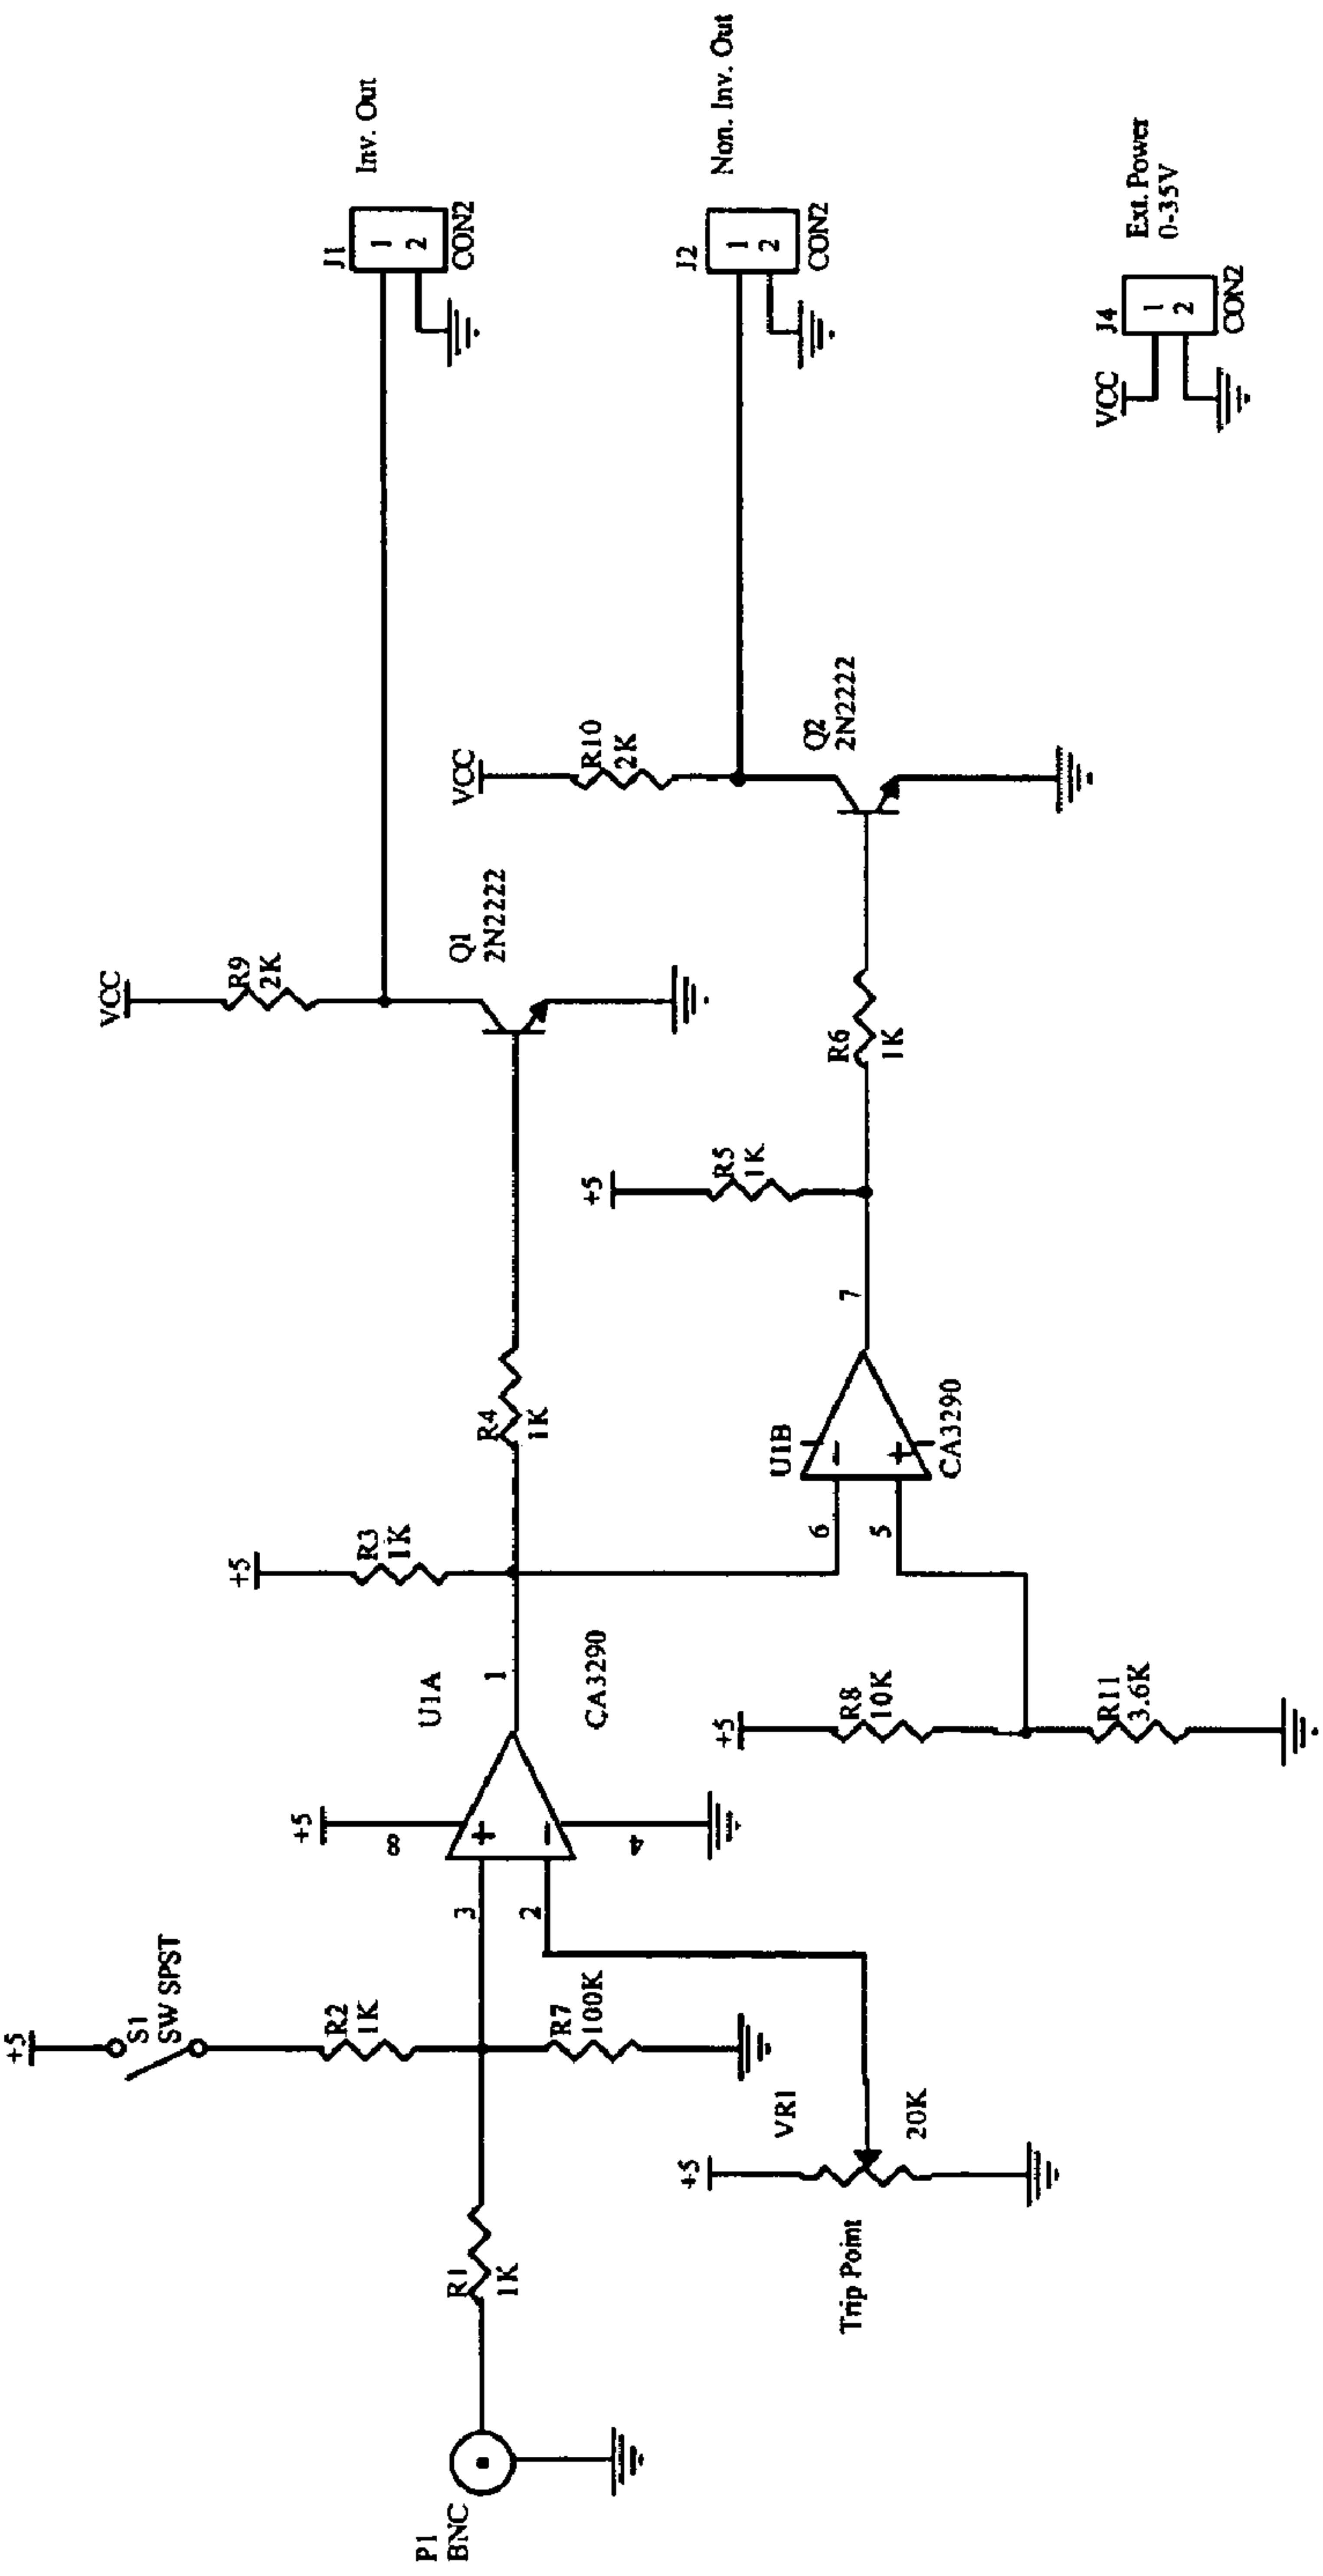 P1
BNC
R1
1K
+5
S1
SW SPST
R2
1K
R7
100K
+5
VR1
20K
Trip Point
3
2
+5
8
+
-
4
U1A
1
CA3290
+5
R3
1K
+5
R8
10K
R11
3.6K
6
5
-
+
U1B
CA3290
7
R4
1K
+5
R5
1K
R6
1K
VCC
R9
2K
Q1
2N2222
VCC
R10
2K
Q2
2N2222
J1
1
2
CON2
Inv. Out
J2
1
2
CON2
Non. Inv. Out
VCC
J4
1
2
CON2
Ext. Power
0-35V